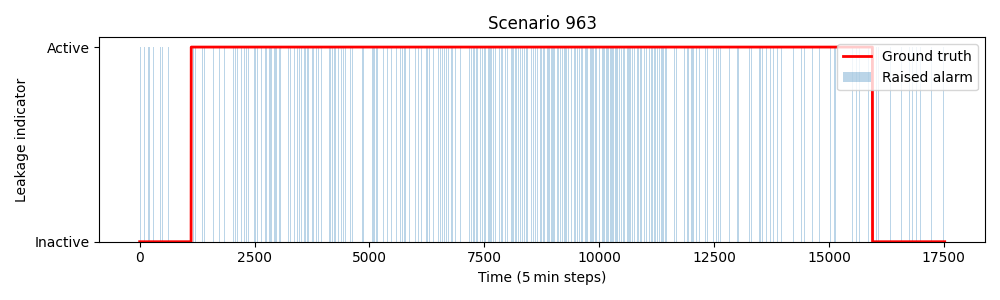 Scenario 963
Active
Inactive
Leakage indicator
Ground truth
Raised alarm
0
2500
5000
7500
10000
12500
15000
17500
Time (5 min steps)